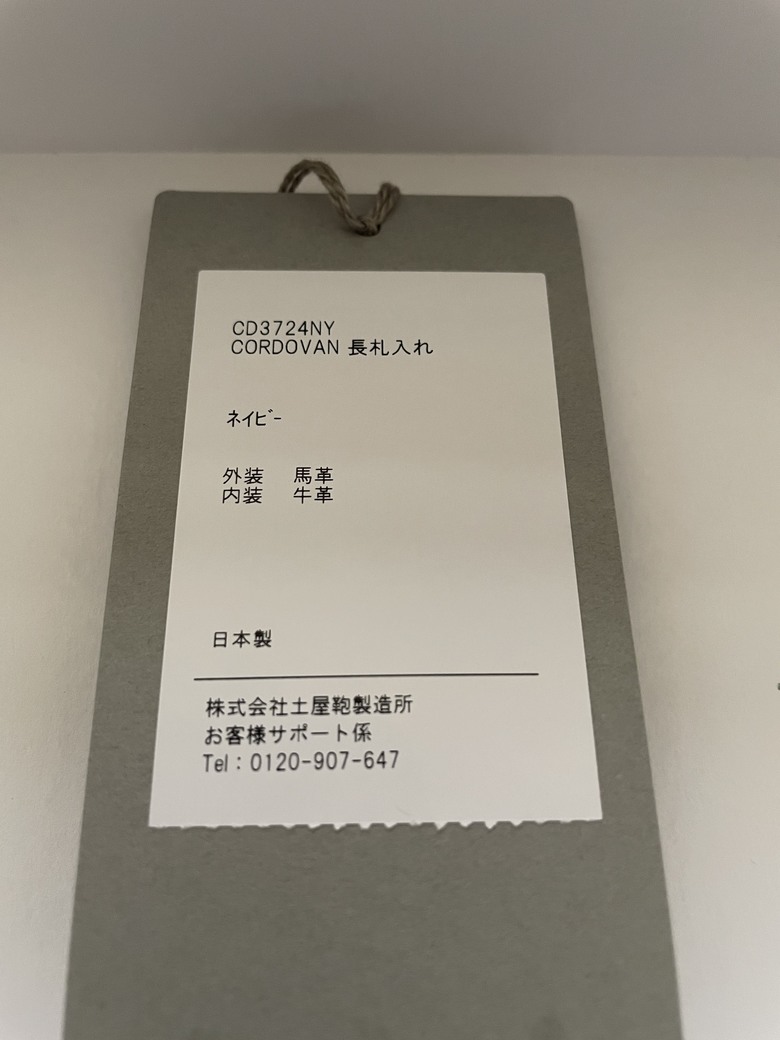 CD3724NY
CORDOVAN 長札入れ
ﾈｲﾋﾞｰ
外装 馬革
内装 牛革
日本製
株式会社土屋鞄製造所
お客様サポート係
Tel：0120-907-647